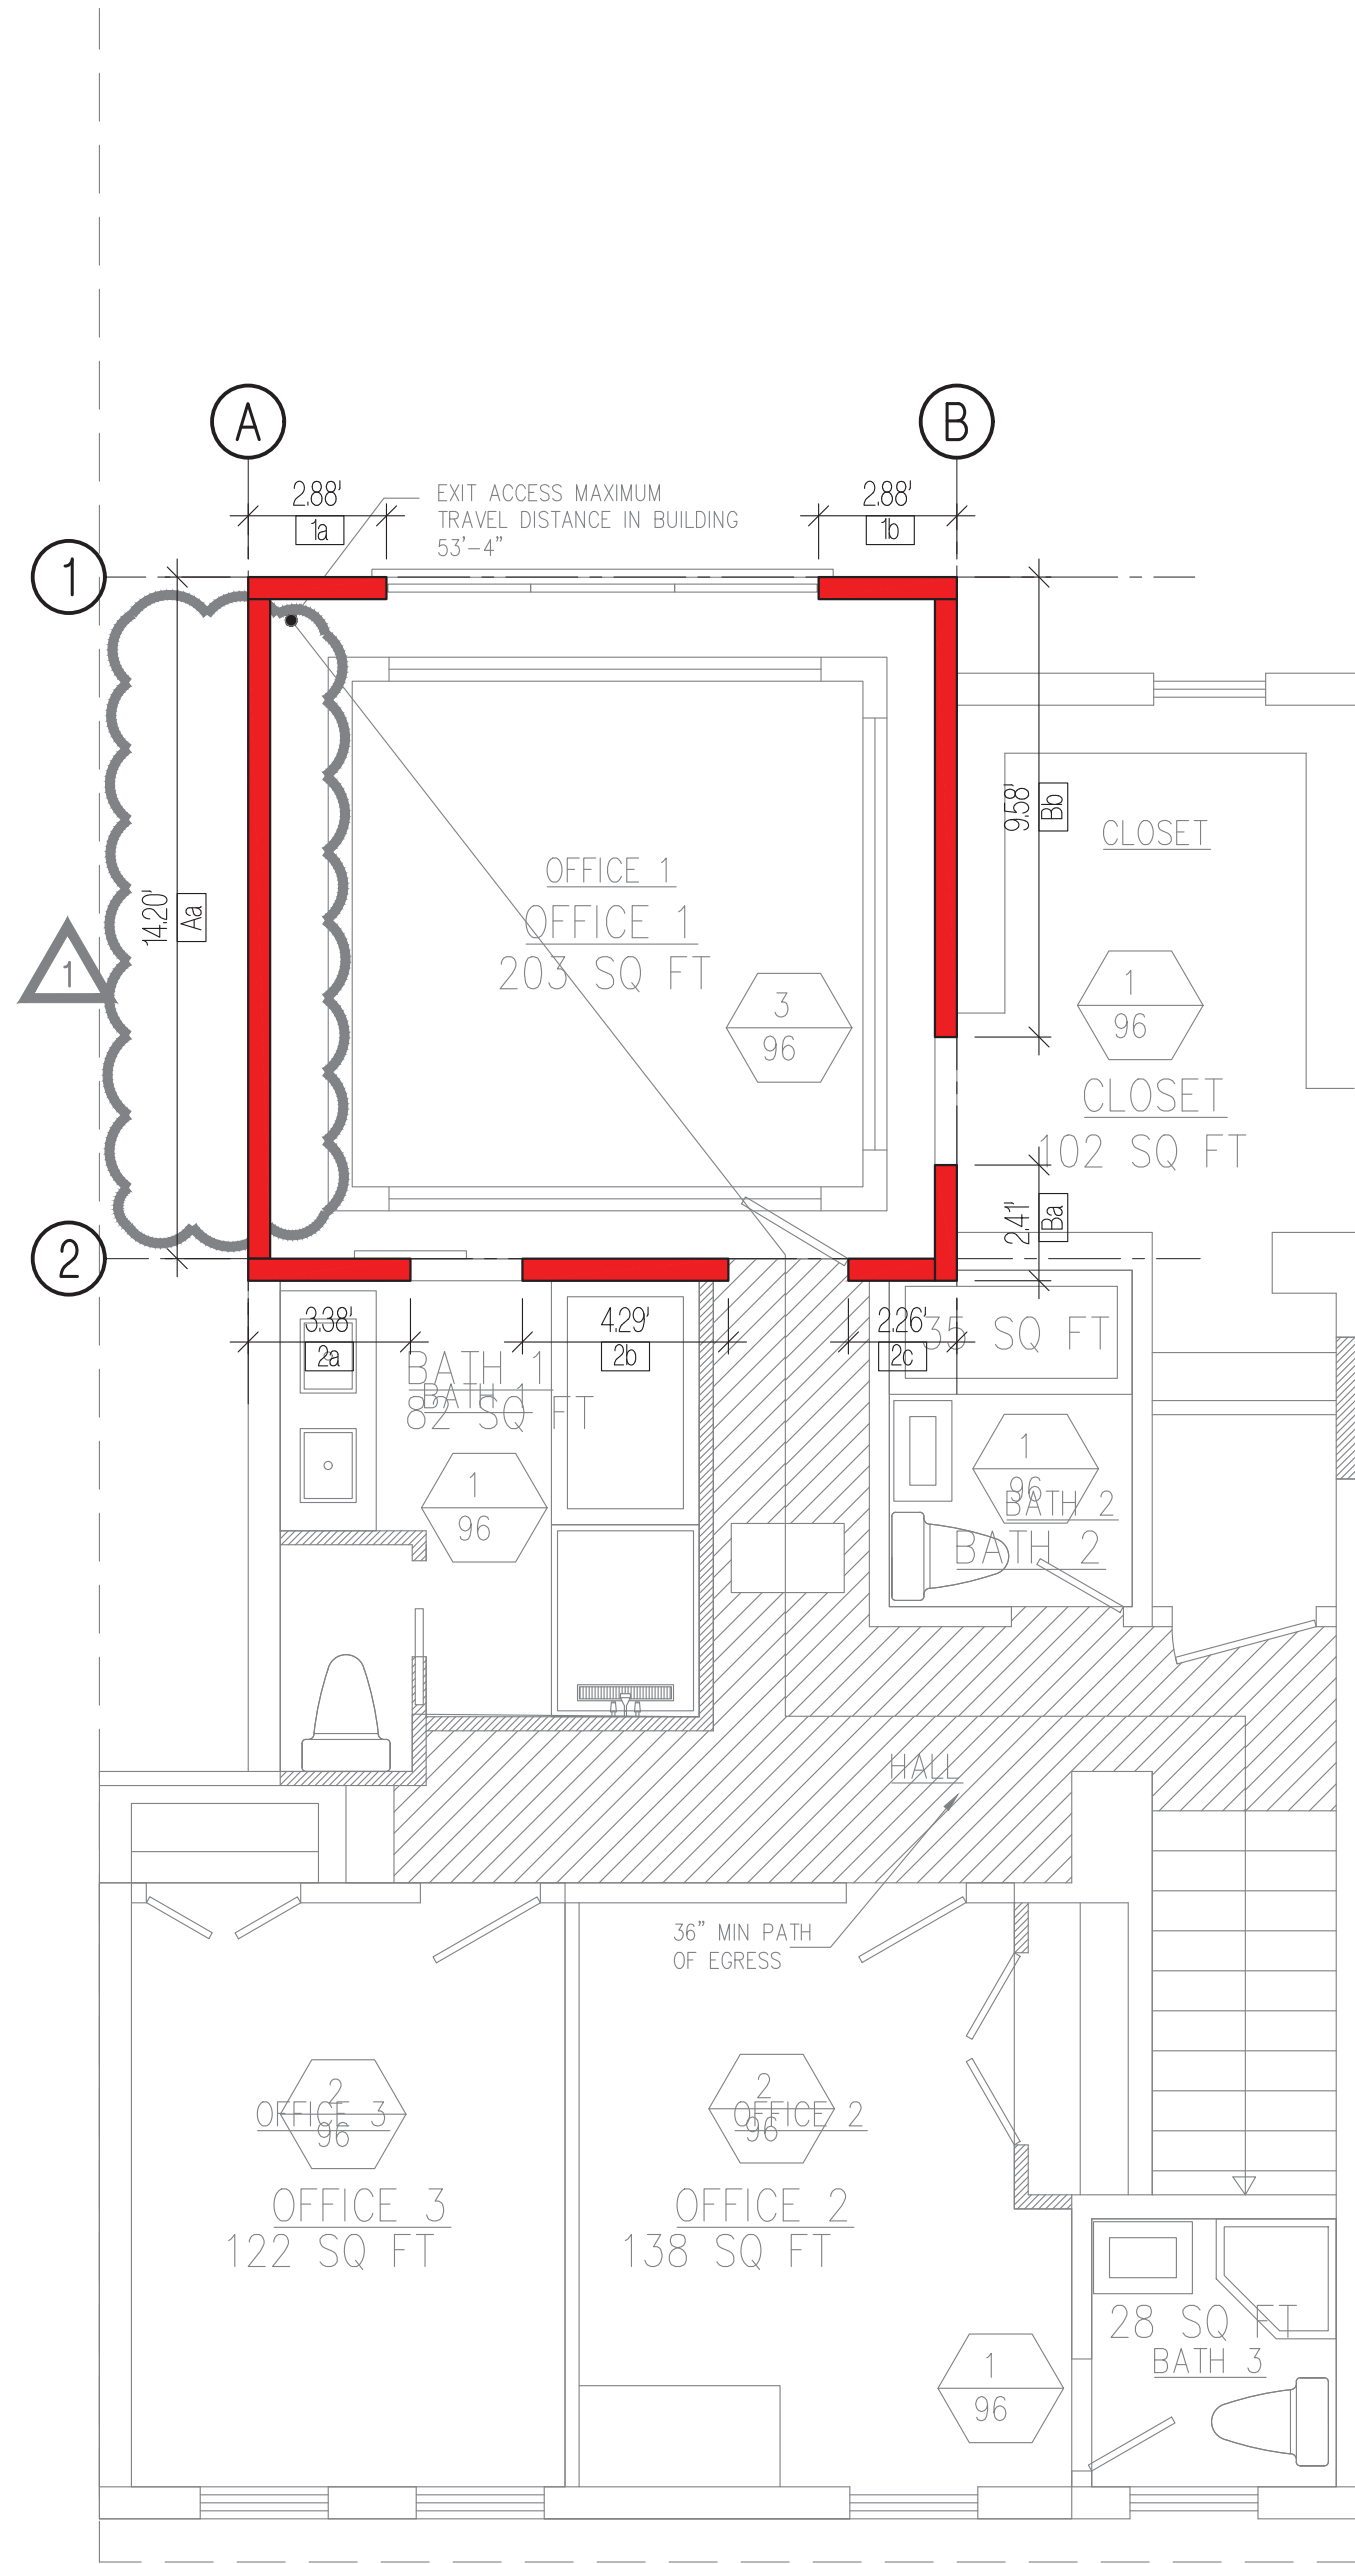 A
B
2.88'
1a
EXIT ACCESS MAXIMUM
TRAVEL DISTANCE IN BUILDING
53'-4"
2.88'
1b
1
9.58'
Bb
CLOSET
OFFICE 1
OFFICE 1
203 SQ FT
14.20'
Aa
1
3
96
1
96
CLOSET
102 SQ FT
2.41'
Ba
2
3.38'
2a
4.29'
2b
2.26'
2c
35 SQ FT
BATH 1
BATH 1
82 SQ FT
1
96
1
96
BATH 2
BATH 2
HALL
36" MIN PATH
OF EGRESS
2
96
OFFICE 3
OFFICE 3
122 SQ FT
2
96
OFFICE 2
OFFICE 2
138 SQ FT
28 SQ FT
BATH 3
1
96